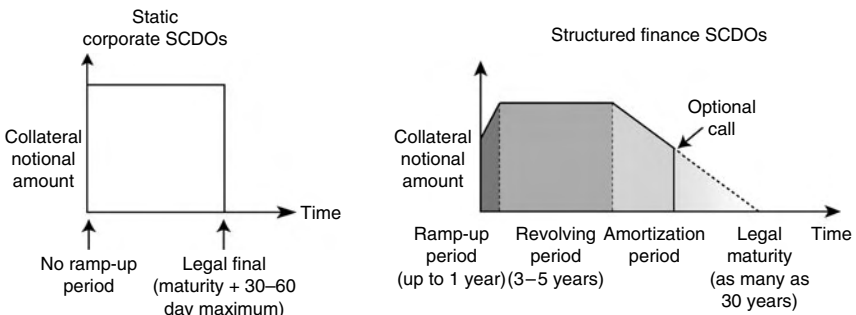 Static
corporate SCDOs
Collateral
notional
amount
Time
No ramp-up
period
Legal final
(maturity + 30–60
day maximum)
Structured finance SCDOs
Optional
call
Collateral
notional
amount
Ramp-up
period
(up to 1 year)
Revolving
period
(3–5 years)
Amortization
period
Legal
maturity
(as many as
30 years)
Time